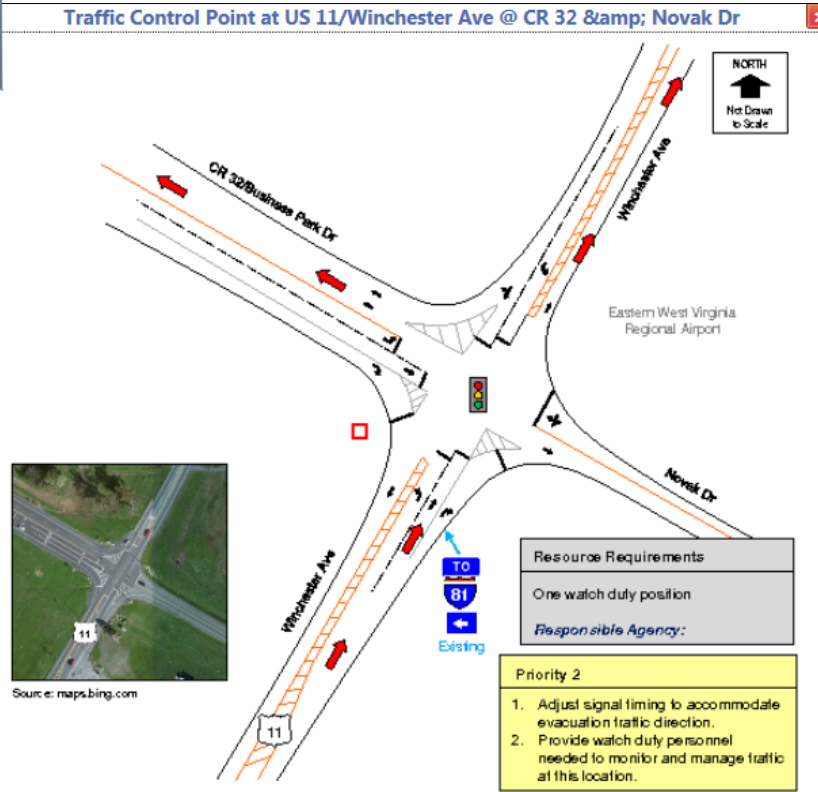 Traffic Control Point at US 11/Winchester Ave @ CR 32 &amp; Novak Dr
NORTH
Not Drawn
to Scale
CR 32/Business Park Dr
Winchester Ave
Eastern West Virginia
Regional Airport
Novak Dr
Winchester Ave
11
TO
81
Existing
11
Source: maps.bing.com
Resource Requirements
One watch duty position
Responsible Agency:
Priority 2
1. Adjust signal timing to accommodate
evacuation traffic direction.
2. Provide watch duty personnel
needed to monitor and manage traffic
at this location.